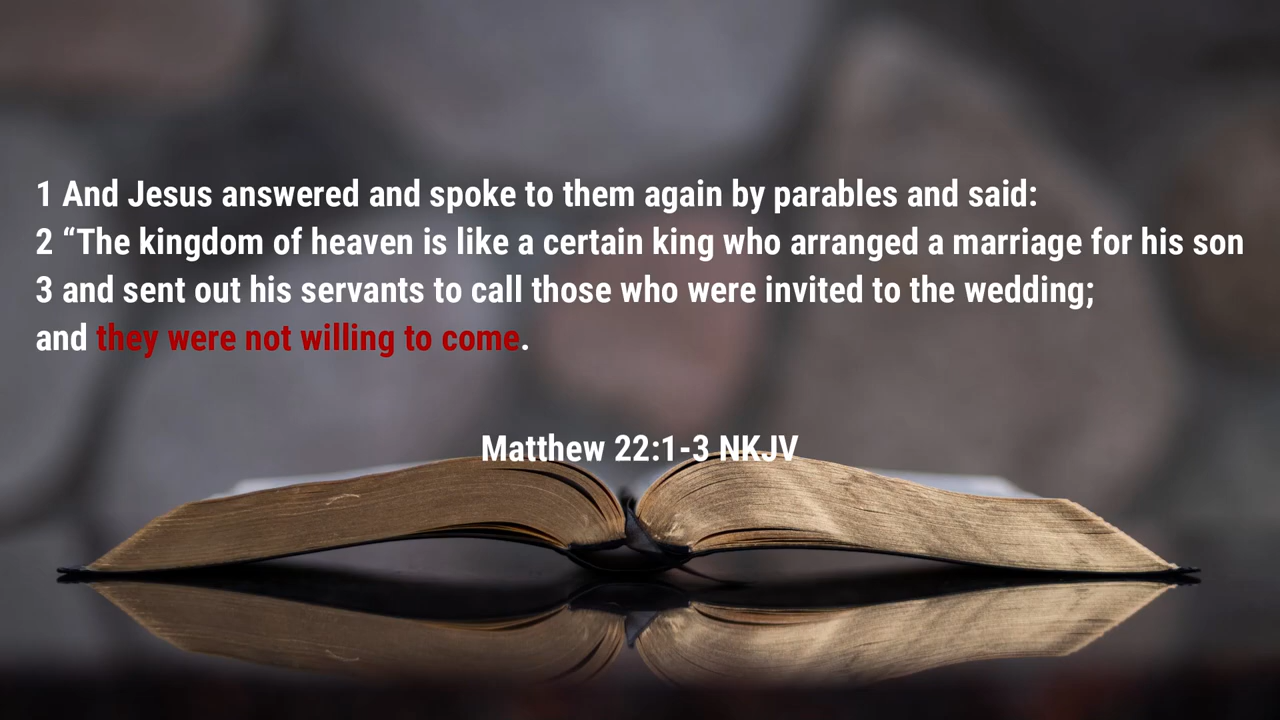 1 And Jesus answered and spoke to them again by parables and said:
2 “The kingdom of heaven is like a certain king who arranged a marriage for his son
3 and sent out his servants to call those who were invited to the wedding;
and they were not willing to come.
Matthew 22:1-3 NKJV